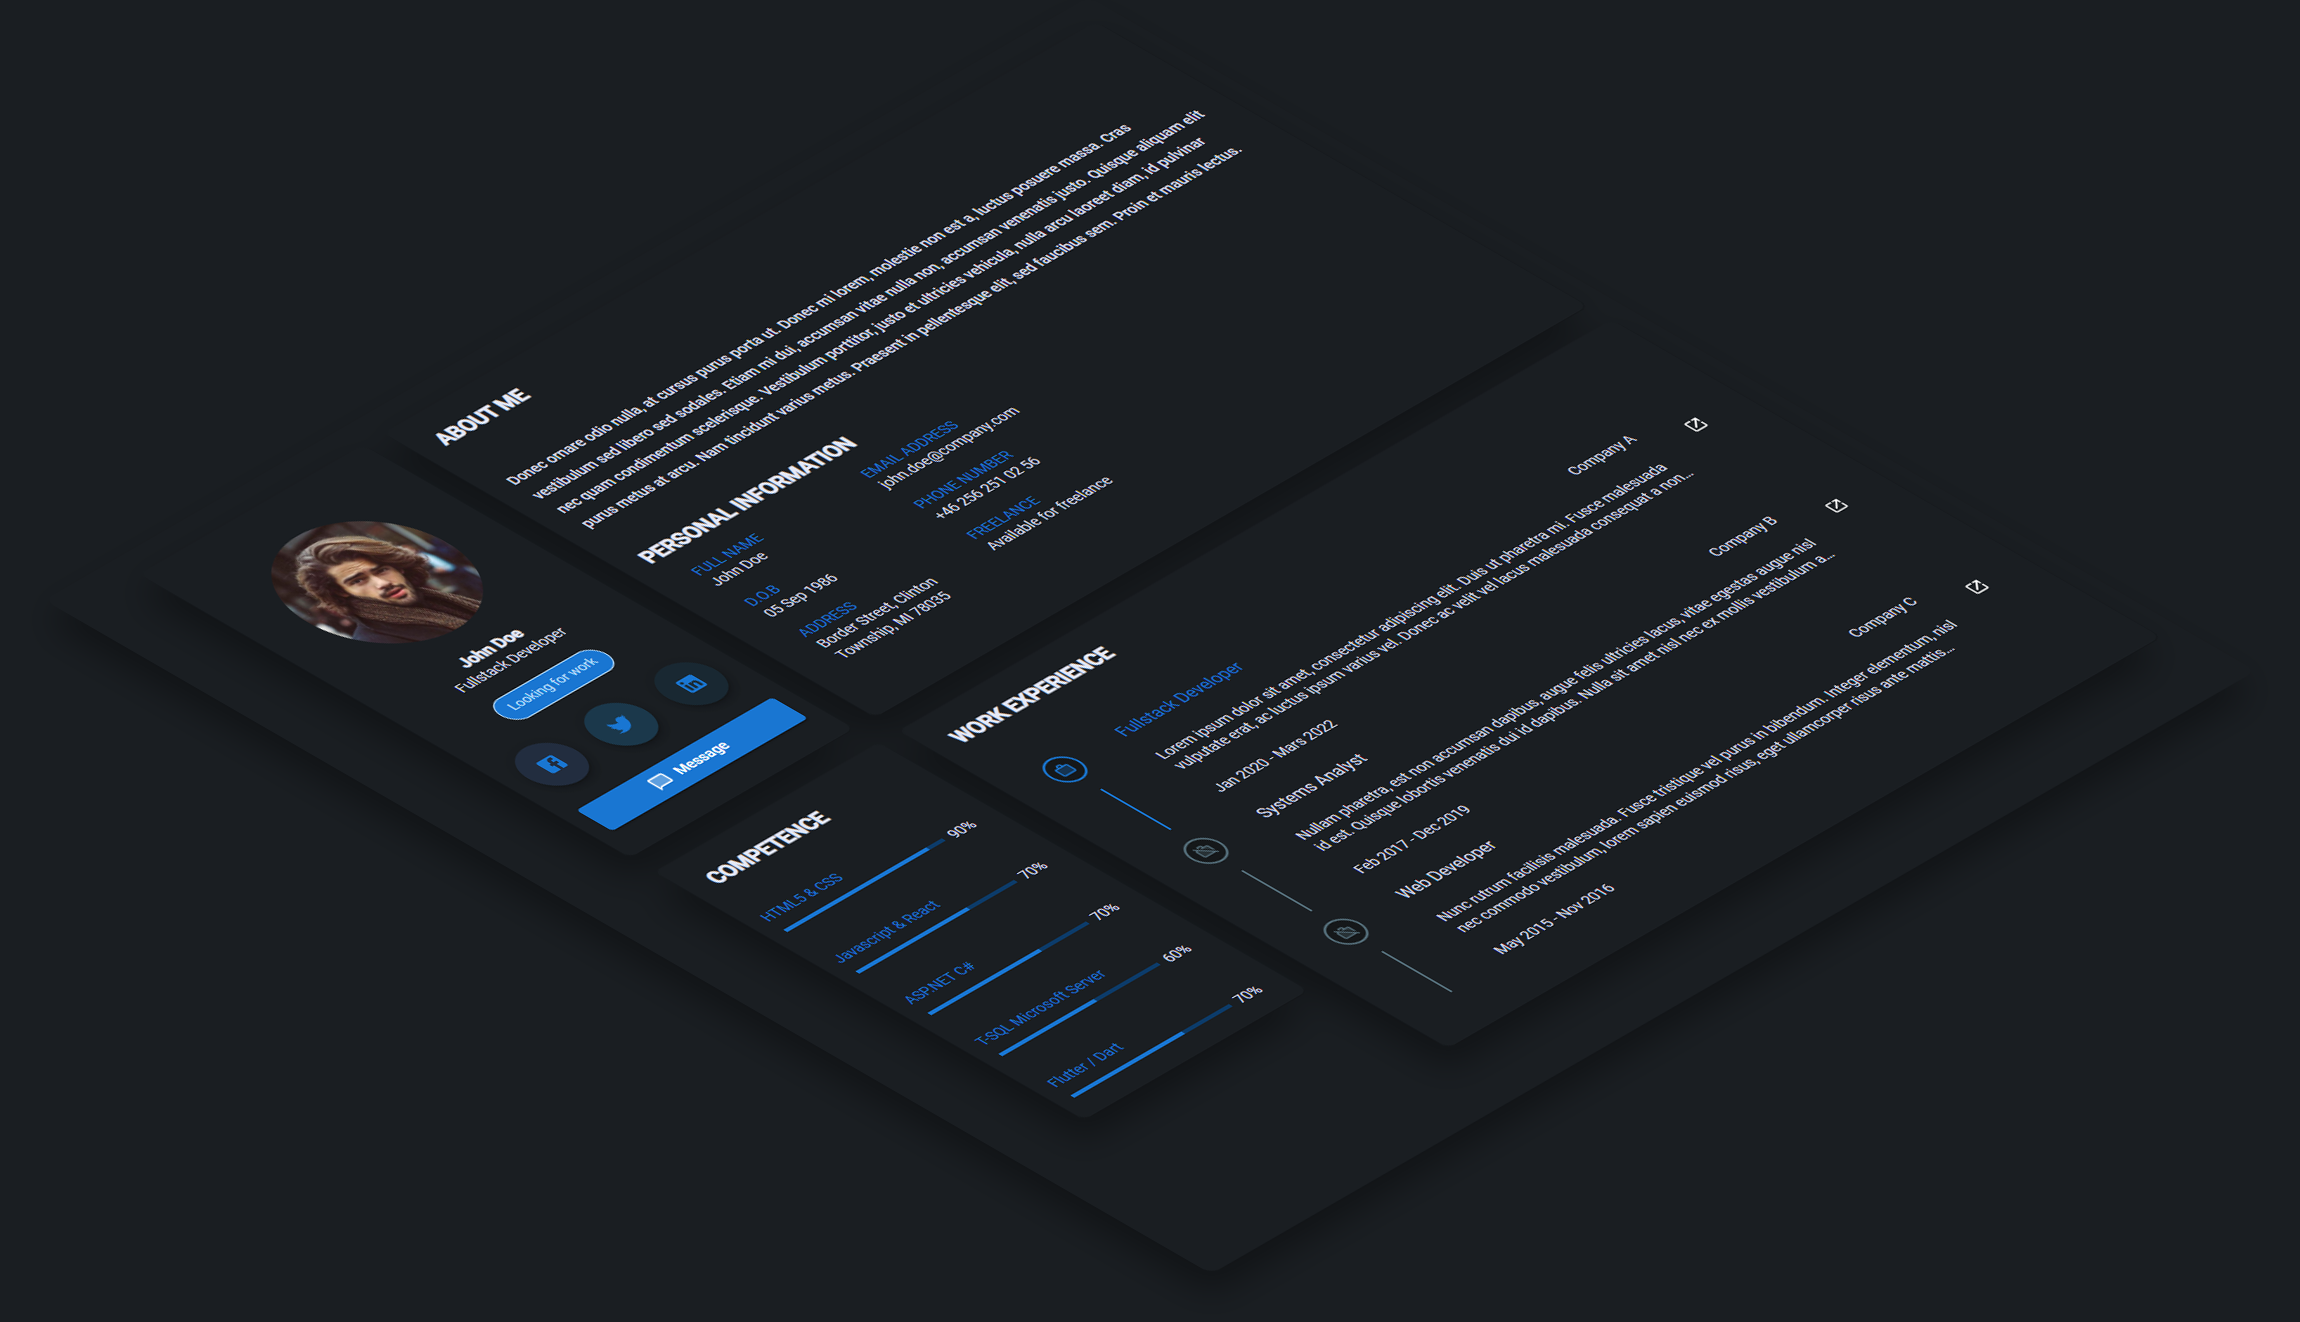 ABOUT ME
Donec ornare odio nulla, at cursus purus porta ut. Donec mi lorem, molestie non est a, luctus posuere massa. Cras
vestibulum sed libero sed sodales. Etiam mi dui, accumsan vitae nulla non, accumsan venenatis justo. Quisque aliquam elit
nec quam condimentum scelerisque. Vestibulum porttitor, justo et ultricies vehicula, nulla arcu laoreet diam, id pulvinar
purus metus at arcu. Nam tincidunt varius metus. Praesent in pellentesque elit, sed faucibus sem. Proin et mauris lectus.
PERSONAL INFORMATION
FULL NAME
John Doe
EMAIL ADDRESS
john.doe@company.com
D.O.B
05 Sep 1986
PHONE NUMBER
+46 256 251 02 56
ADDRESS
Border Street, Clinton
Township, MI 78035
FREELANCE
Available for freelance
John Doe
Fullstack Developer
Looking for work
Message
COMPETENCE
HTML5 & CSS
90%
Javascript & React
70%
ASP.NET C#
70%
T-SQL Microsoft Server
60%
Flutter / Dart
70%
WORK EXPERIENCE
Fullstack Developer
Company A
Lorem ipsum dolor sit amet, consectetur adipiscing elit. Duis ut pharetra mi. Fusce malesuada
vulputate erat, ac luctus ipsum varius vel. Donec ac velit vel lacus malesuada consequat a non...
Jan 2020 - Mars 2022
Systems Analyst
Company B
Nullam pharetra, est non accumsan dapibus, augue felis ultricies lacus, vitae egestas augue nisl
id est. Quisque lobortis venenatis dui id dapibus. Nulla sit amet nisl nec ex mollis vestibulum a...
Feb 2017 - Dec 2019
Web Developer
Company C
Nunc rutrum facilisis malesuada. Fusce tristique vel purus in bibendum. Integer elementum, nisl
nec commodo vestibulum, lorem sapien euismod risus, eget ullamcorper risus ante mattis...
May 2015 - Nov 2016